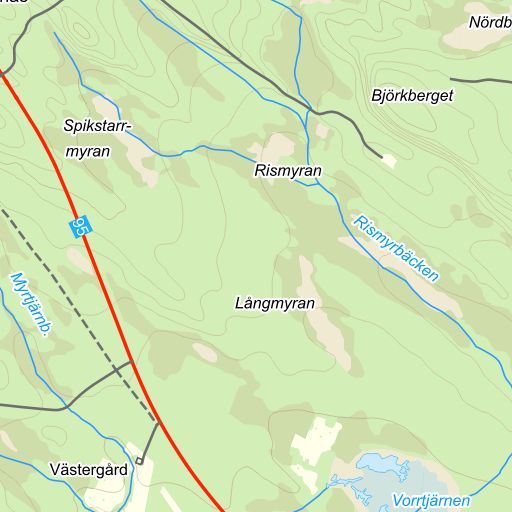 Nördb
Björkberget
Spikstarr-
myran
Rismyran
95
Rismyrbäcken
Myrtjärnb.
Långmyran
Västergård
Vorrtjärnen